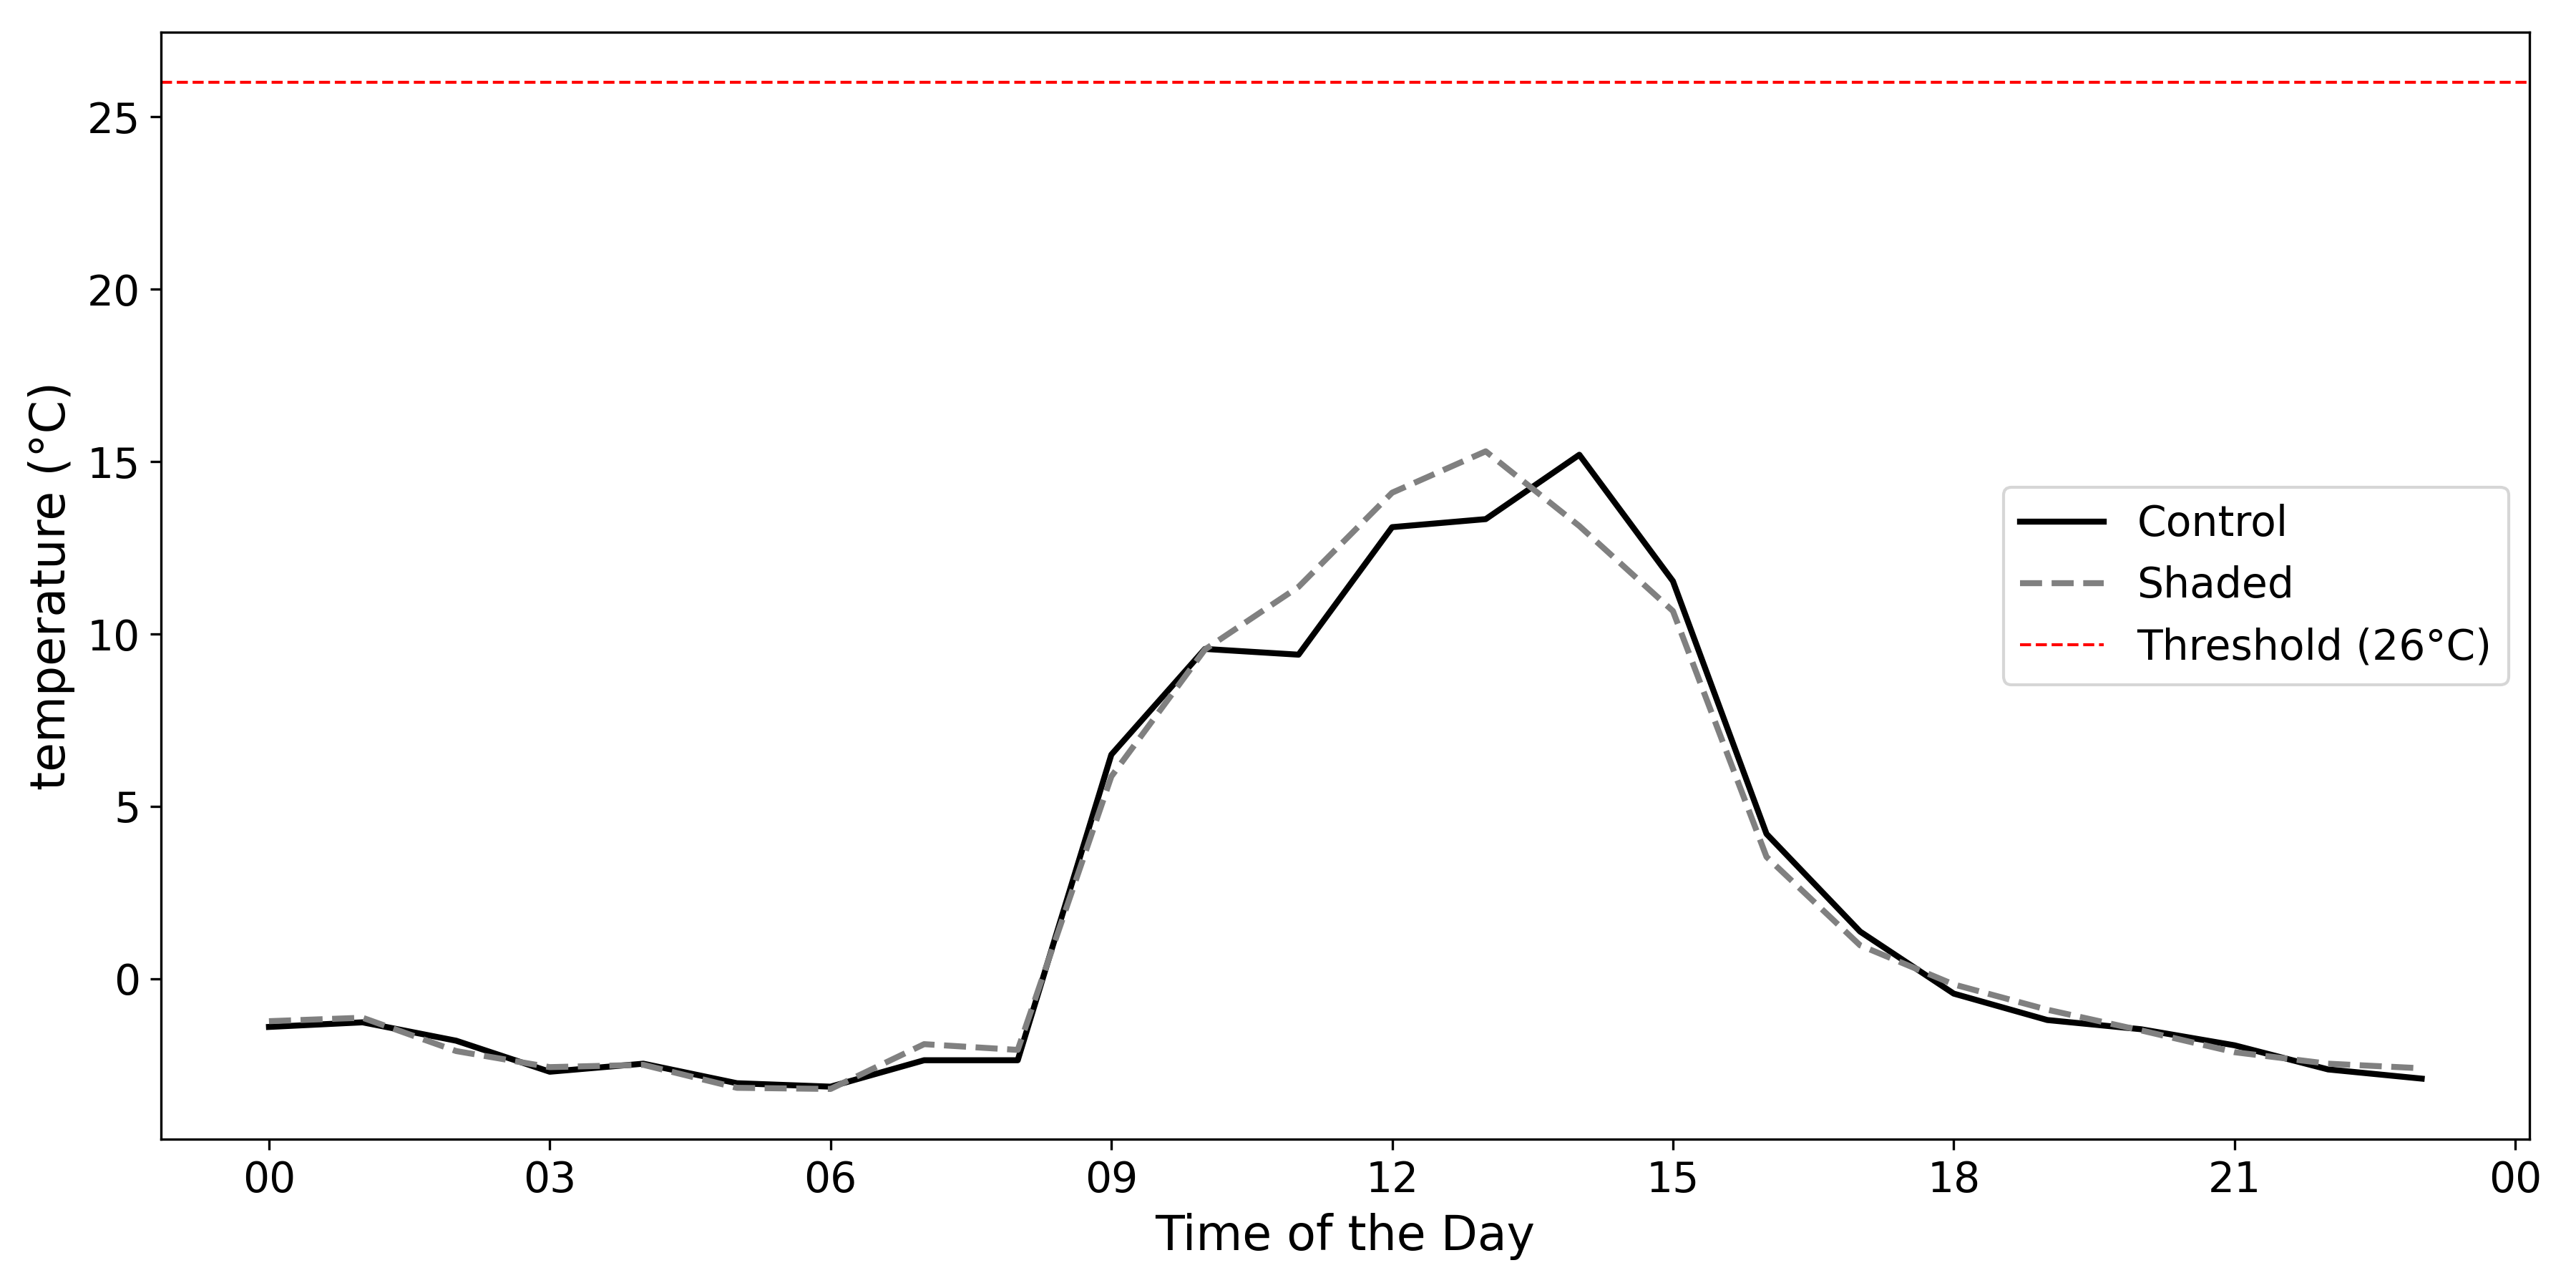 25
20
15
10
5
0
temperature (°C)
Control
Shaded
Threshold (26°C)
00 03 06 09 12 15 18 21 00
Time of the Day